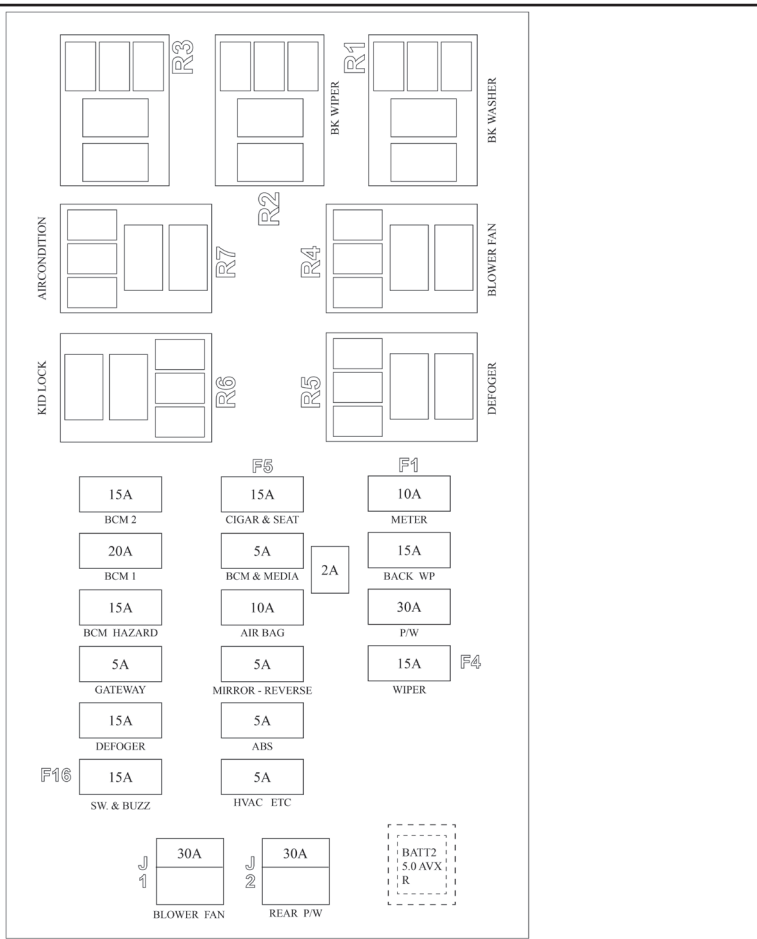 R3
R1
BK WIPER
BK WASHER
R2
AIRCONDITION
R7
R4
BLOWER FAN
KID LOCK
R6
R5
DEFOGER
F5
F1
15A
15A
10A
BCM 2
CIGAR & SEAT
METER
20A
5A
2A
15A
BCM 1
BCM & MEDIA
BACK WP
15A
10A
30A
BCM HAZARD
AIR BAG
P/W
5A
5A
15A
F4
GATEWAY
MIRROR - REVERSE
WIPER
15A
5A
DEFOGER
ABS
F16
15A
5A
SW. & BUZZ
HVAC ETC
J
1
30A
J
2
30A
BLOWER FAN
REAR P/W
BATT2
5.0 AVX
R